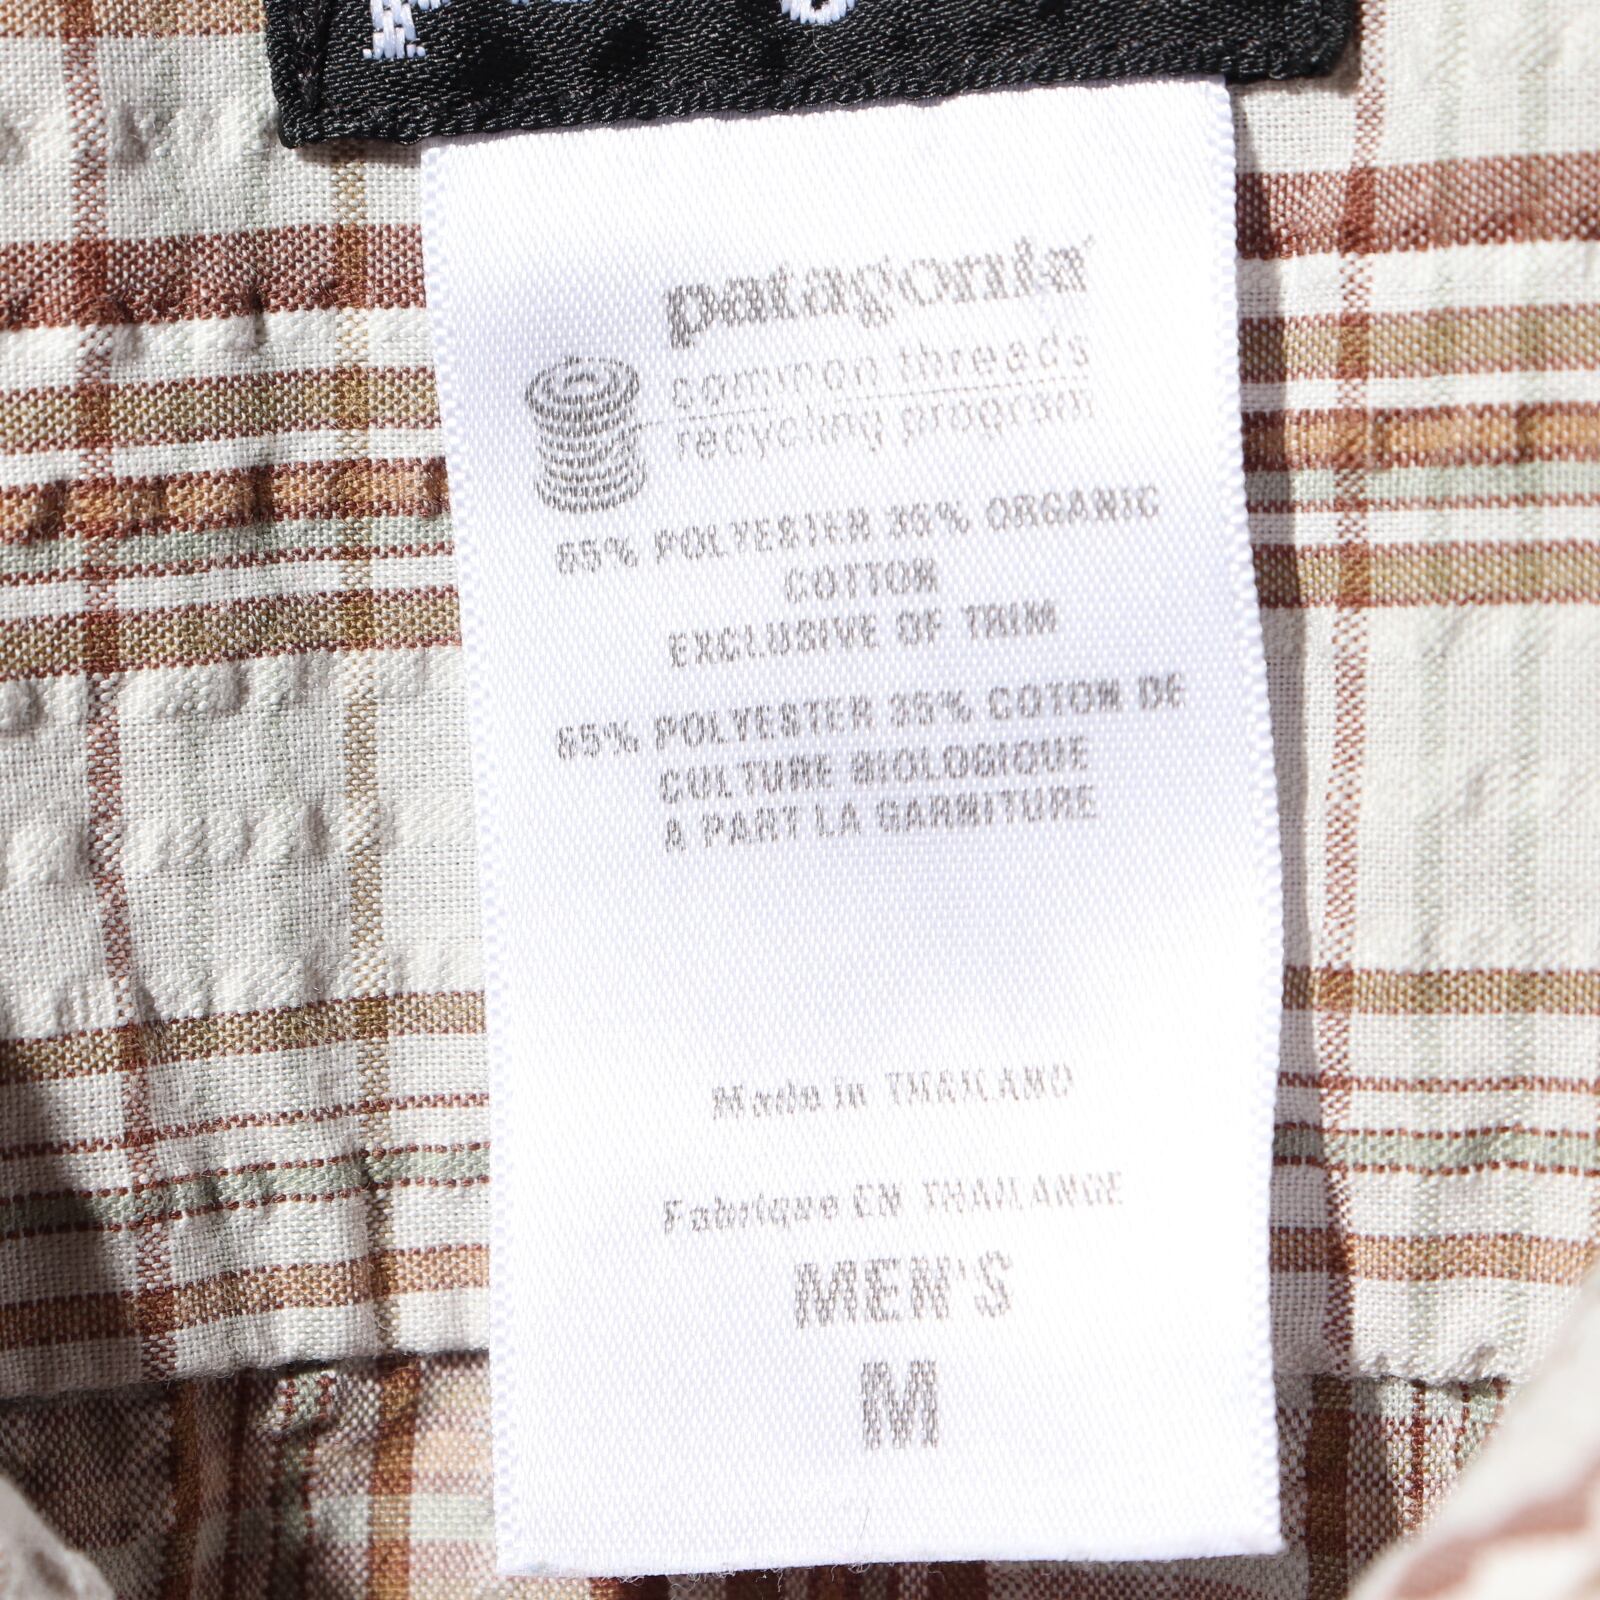 patagonia
common threads
recycling program
65% POLYESTER 35% ORGANIC
COTTON
EXCLUSIVE OF TRIM
65% POLYESTER 35% COTON DE
CULTURE BIOLOGIQUE
A PART LA GARNITURE
Made in THAILAND
Fabrique EN THAILANDE
MEN'S
M